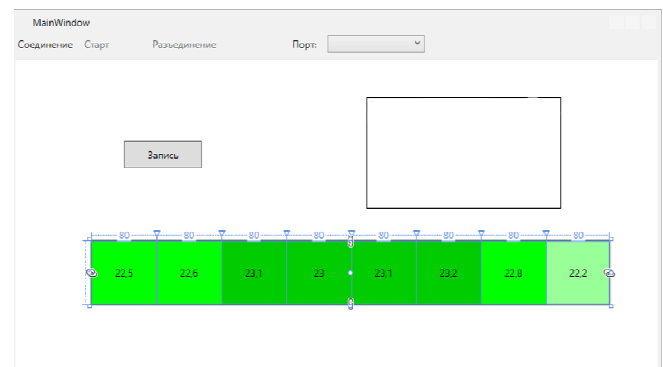 MainWindow
Соединение Старт Разъединение Порт:
Запись
80 80 80 80 80 80 80 80
22,5 22,6 23,1 23 23,1 23,2 22,8 22,2